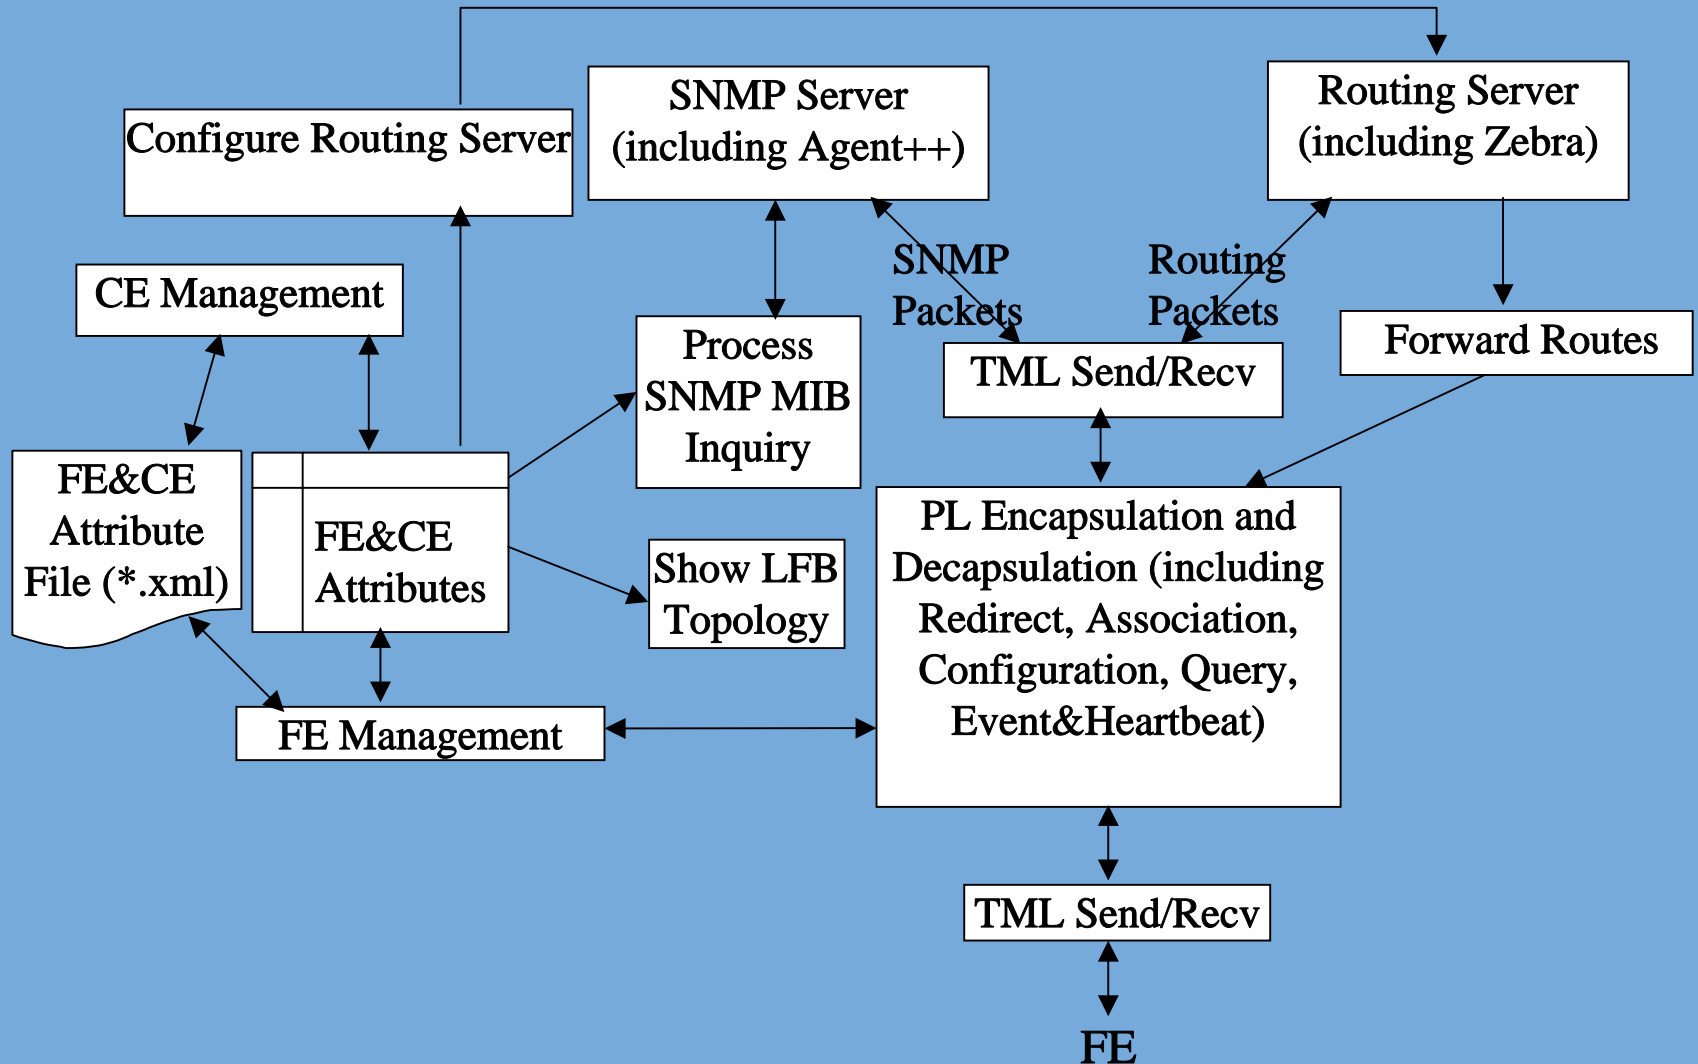 SNMP Server
(including Agent++)
Routing Server
(including Zebra)
Configure Routing Server
SNMP
Packets
Routing
Packets
CE Management
Process
SNMP MIB
Inquiry
TML Send/Recv
Forward Routes
FE&CE
Attribute
File (*.xml)
FE&CE
Attributes
Show LFB
Topology
PL Encapsulation and
Decapsulation (including
Redirect, Association,
Configuration, Query,
Event&Heartbeat)
FE Management
TML Send/Recv
FE